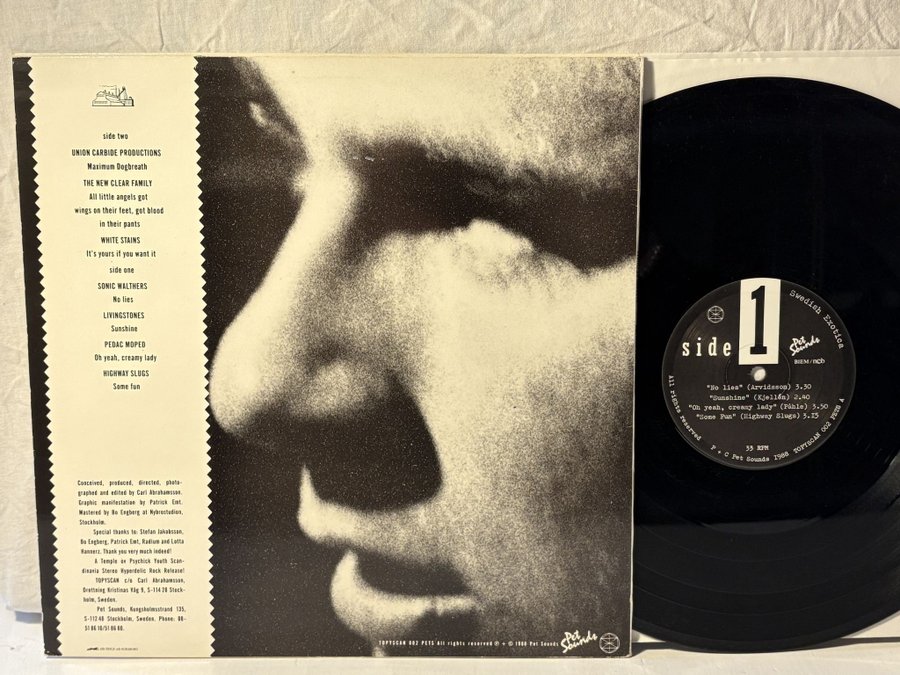 side two
UNION CARBIDE PRODUCTIONS
Maximum Dogbreath
THE NEW CLEAR FAMILY
All little angels got
wings on their feet, got blood
in their pants
WHITE STAINS
It's yours if you want it
side one
SONIC WALTHERS
No lies
LIVINGSTONES
Sunshine
PEDAC MOPED
Oh yeah, creamy lady
HIGHWAY SLUGS
Some fun
Conceived, produced, directed, photo-
graphed and edited by Carl Abrahamsson.
Graphic manifestation by Patrick Emt.
Mastered by Bo Engberg at Nybrostudion,
Stockholm.
Special thanks to: Stefan Jakobsson,
Bo Engberg, Patrick Emt, Radium and Lotta
Hannerz. Thank you very much indeed!
A Temple ov Psychick Youth Scan-
dinavia Stereo Hyperdelic Rock Release!
TOPYSCAN c/o Carl Abrahamsson,
Drottning Kristinas Väg 9, S-114 28 Stock-
holm, Sweden.
Pet Sounds, Kungsholmsstrand 135,
S-112 48 Stockholm, Sweden. Phone: 08-
51 86 10/51 86 80.
TOPYSCAN 002 PETS All rights reserved P + © 1988 Pet Sounds
Pet
Sounds
Swedish Exotica
side 1
Pet
Sounds
BIEM/ncb
"No lies" (Arvidsson) 3.30
"Sunshine" (Kjellén) 2.40
"Oh yeah, creamy lady" (Påhle) 3.50
"Some Fun" (Highway Slugs) 3.15
33 RPM
All rights reserved P + C Pet Sounds 1988 TOPYSCAN 002 PETS A